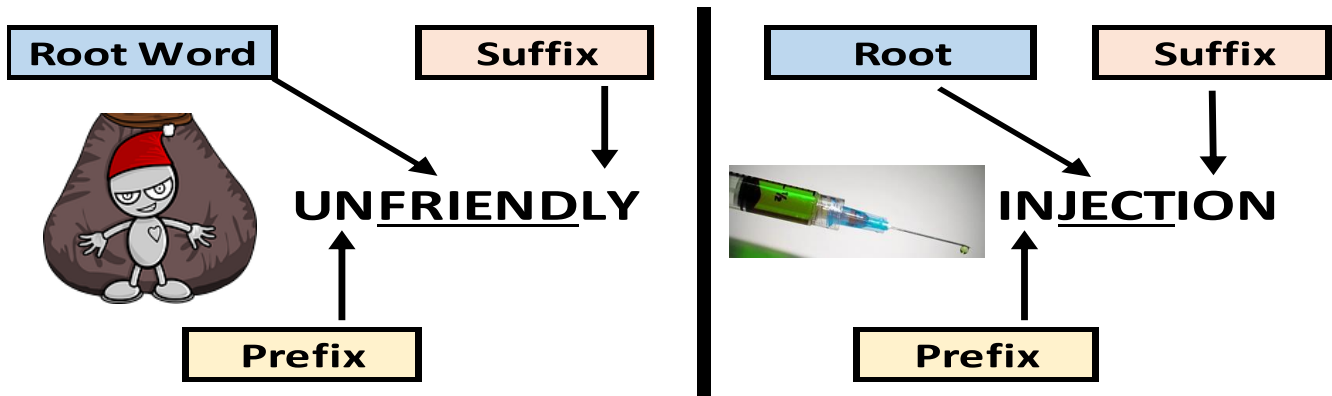 Root Word
Suffix
UNFRIENDLY
Prefix
Root
Suffix
INJECTION
Prefix